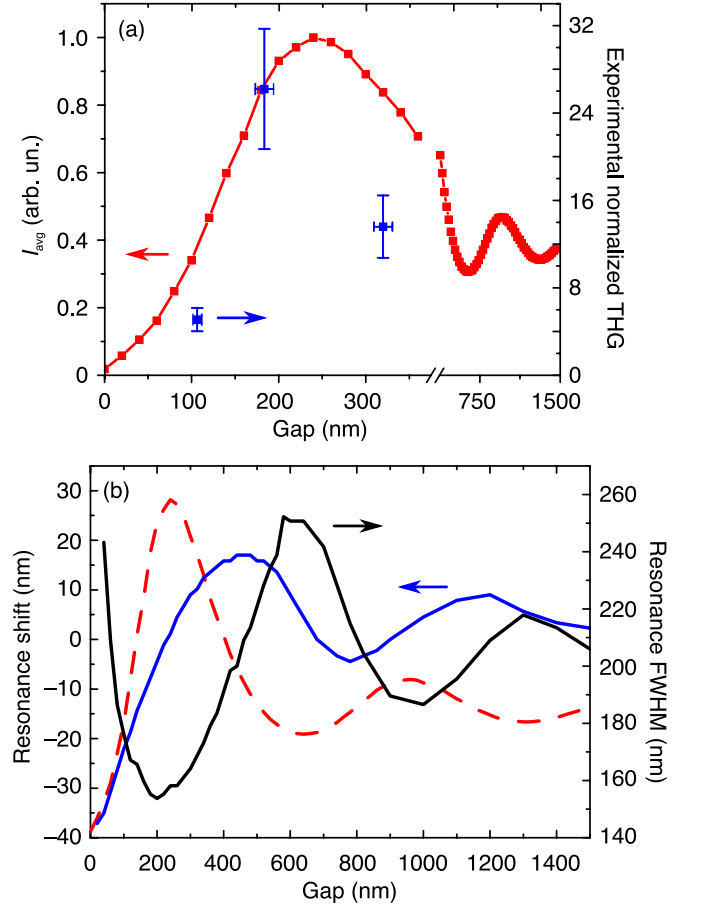 (a)
1.0
0.8
0.6
0.4
0.2
0
I_avg (arb. un.)
32
24
16
8
0
Experimental normalized THG
0 100 200 300 750 1500
Gap (nm)
(b)
30
20
10
0
−10
−20
−30
−40
Resonance shift (nm)
260
240
220
200
180
160
140
Resonance FWHM (nm)
0 200 400 600 800 1000 1200 1400
Gap (nm)